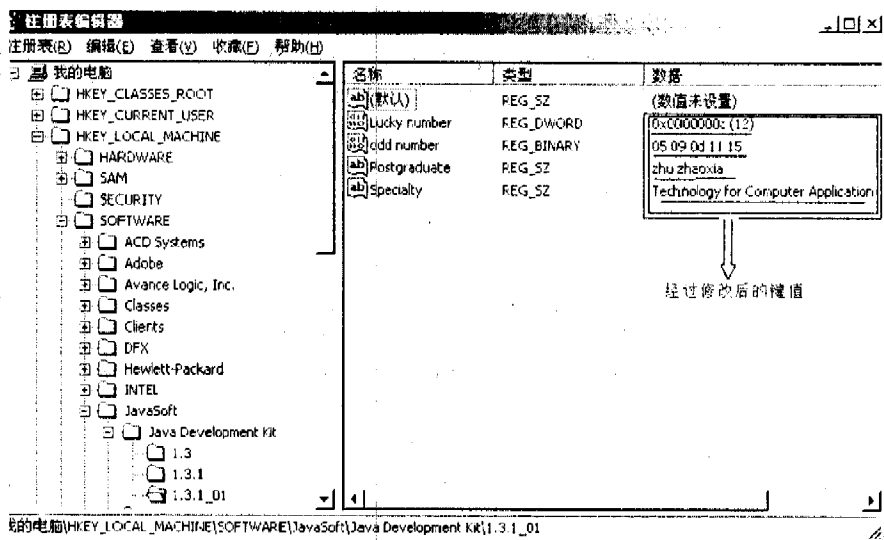 注册表编辑器
注册表(R) 编辑(E) 查看(V) 收藏(F) 帮助(H)
我的电脑
HKEY_CLASSES_ROOT
HKEY_CURRENT_USER
HKEY_LOCAL_MACHINE
HARDWARE
SAM
SECURITY
SOFTWARE
ACD Systems
Adobe
Avance Logic, Inc.
Classes
Clients
DFX
Hewlett-Packard
INTEL
JavaSoft
Java Development Kit
1.3
1.3.1
1.3.1_01
名称 类型 数据
(默认) REG_SZ (数值未设置)
Lucky number REG_DWORD 0x0000000c (12)
odd number REG_BINARY 05 09 0d 11 15
Postgraduate REG_SZ zhu zhaoxia
Specialty REG_SZ Technology for Computer Application
经过修改后的键值
我的电脑\HKEY_LOCAL_MACHINE\SOFTWARE\JavaSoft\Java Development Kit\1.3.1_01